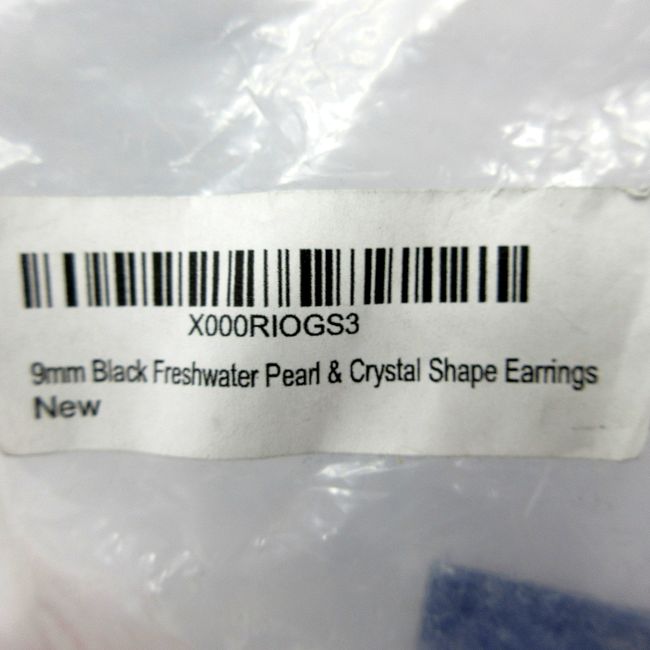 X000RIOGS3
9mm Black Freshwater Pearl & Crystal Shape Earrings
New